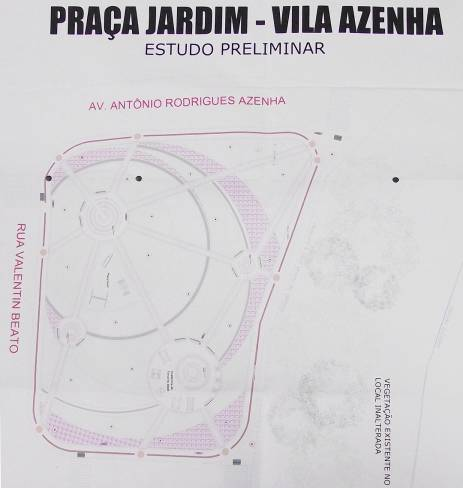 PRAÇA JARDIM - VILA AZENHA
ESTUDO PRELIMINAR
AV. ANTÔNIO RODRIGUES AZENHA
RUA VALENTIN BEATO
VEGETAÇÃO EXISTENTE NO
LOCAL INALTERADA